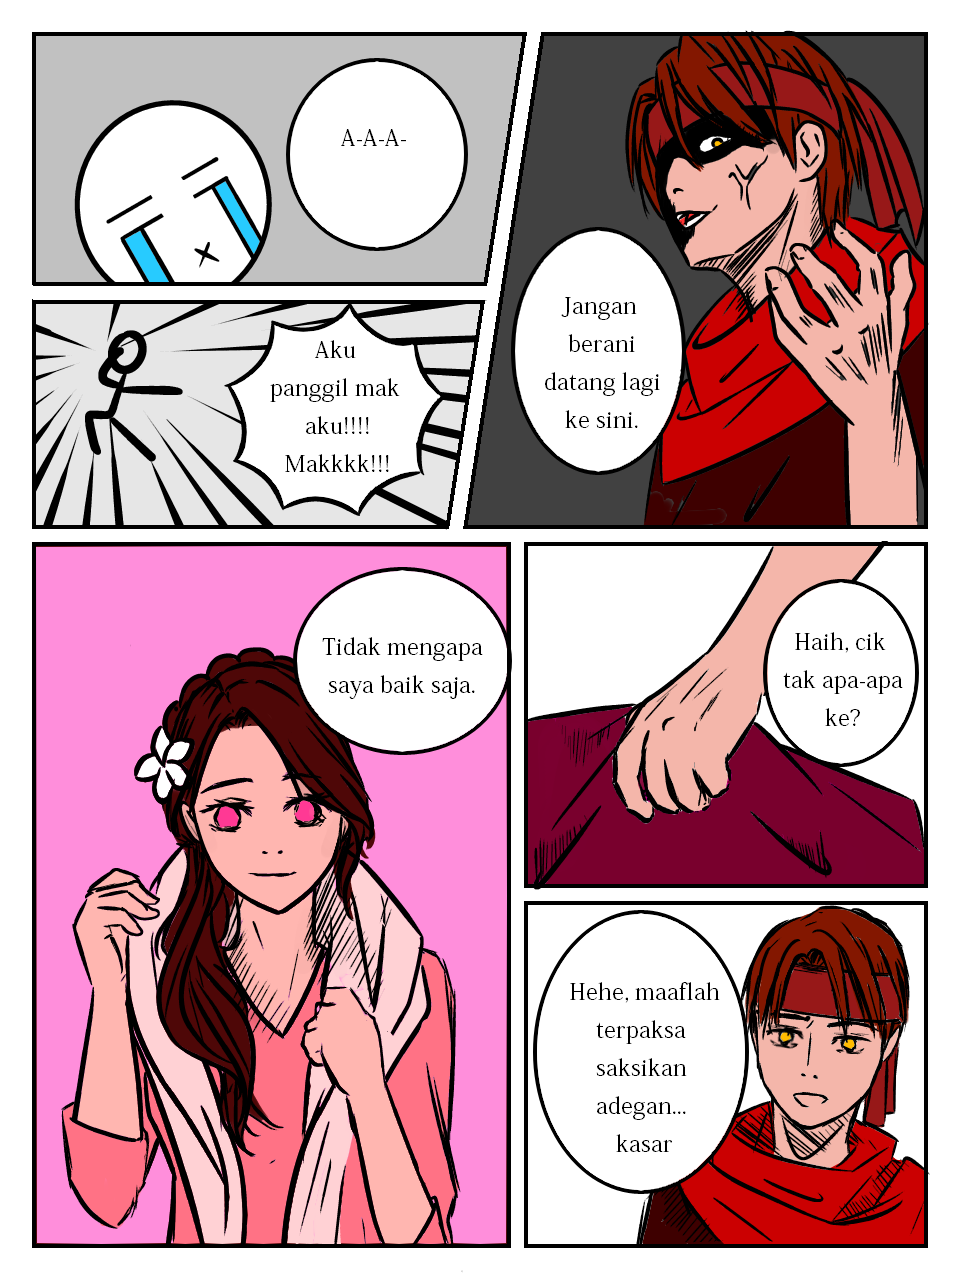 A-A-A-
Aku
panggil mak
aku!!!!
Makkkk!!!
Jangan
berani
datang lagi
ke sini.
Haih, cik
tak apa-apa
ke?
Tidak mengapa
saya baik saja.
Hehe, maaflah
terpaksa
saksikan
adegan...
kasar